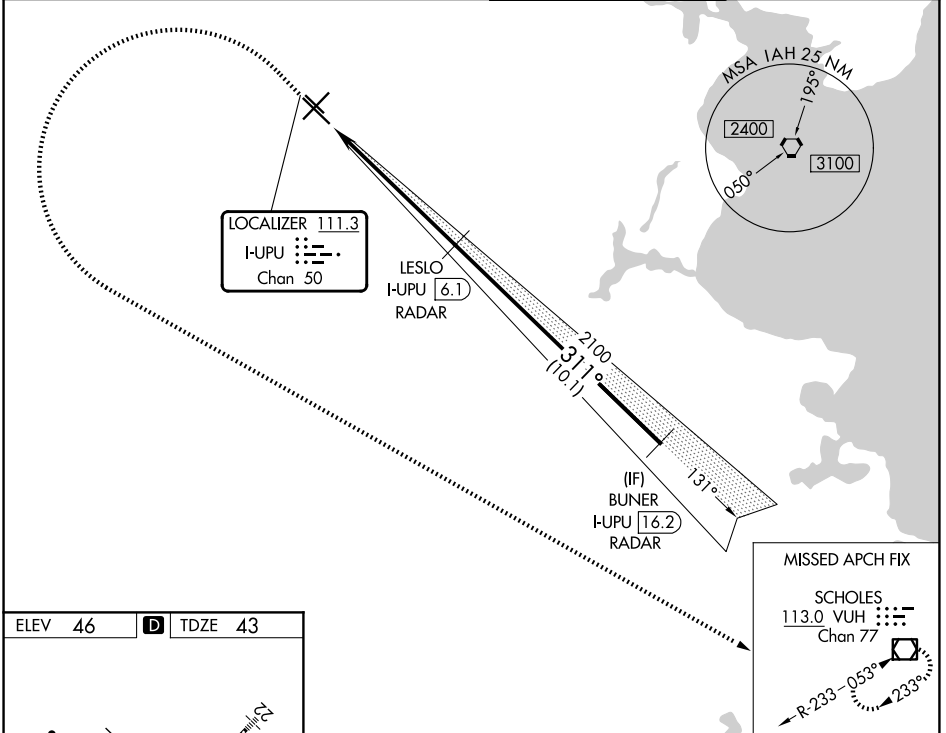 MSA IAH 25 NM
195°
2400
3100
050°
LOCALIZER 111.3
I-UPU
Chan 50
LESLO
I-UPU 6.1
RADAR
2100
311°
(10.1)
131°
(IF)
BUNER
I-UPU 16.2
RADAR
MISSED APCH FIX
SCHOLES
113.0 VUH
Chan 77
R-233
053°
233°
ELEV 46 D TDZE 43
22